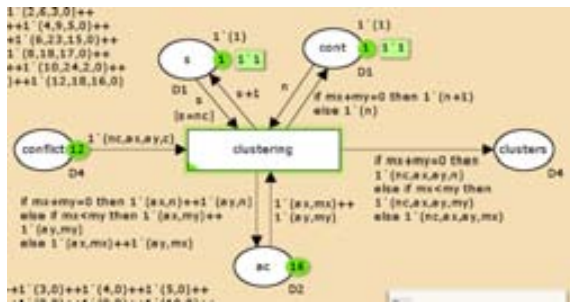 1`(2,6,3,0)++
++1`(4,9,5,0)++
+1`(6,23,15,0)++
1`(8,18,17,0)++
+1`(10,24,2,0)++
)++1`(12,18,16,0)
1`(1)
s
1 1`1
D1
1`(1)
cont
1 1`1
D1
s
[s=nc]
s+1
n
if mx+my=0 then 1`(n+1)
else 1`(n)
conflict 12
D4
1`(nc,ax,ay,c)
clustering
clusters
D4
if mx+my=0 then
1`(nc,ax,ay,n)
else if mx<my then
1`(nc,ax,ay,my)
else 1`(nc,ax,ay,mx)
if mx+my=0 then 1`(ax,n)++1`(ay,n)
else if mx<my then 1`(ax,my)++
1`(ay,my)
else 1`(ax,mx)++1`(ay,mx)
1`(ax,mx)++
1`(ay,my)
ac 16
D2
+1`(3,0)++1`(4,0)++1`(5,0)++